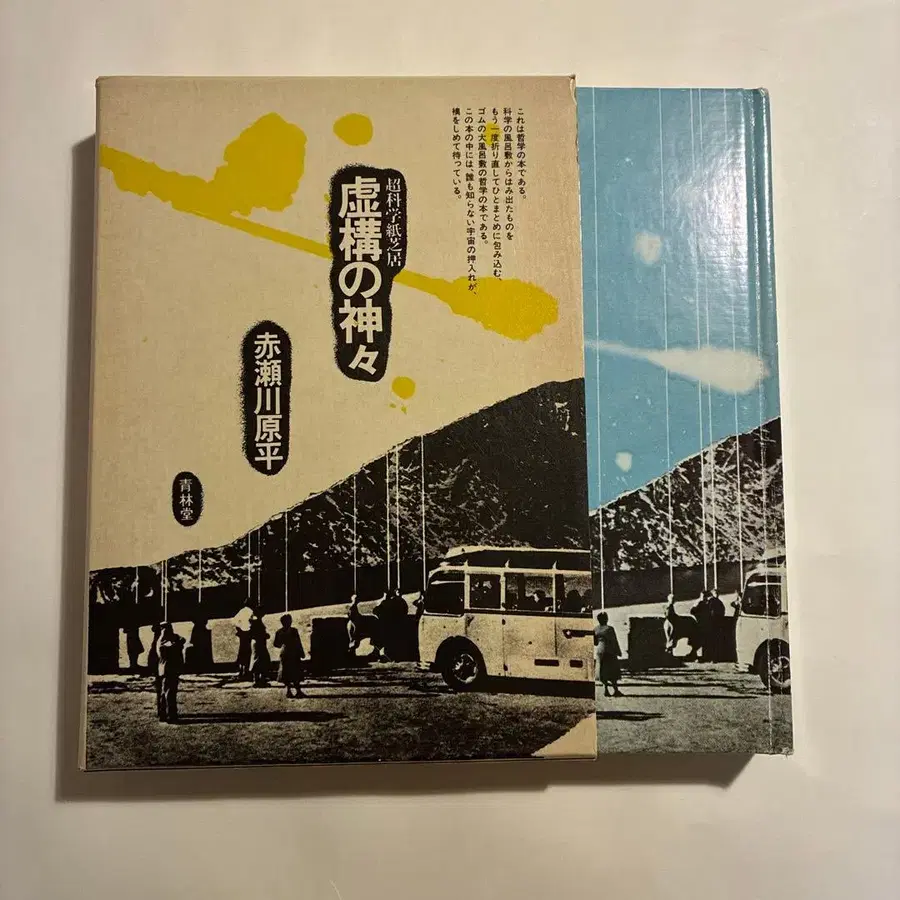 これは哲学の本である。
科学の風呂敷からはみ出たものを
もう一度折り直してひとまとめに包み込む、
ゴムの大風呂敷の哲学の本である。
この本の中には、誰も知らない宇宙の押入れが、
横をしめて待っている。
超科学紙芝居
虚構の神々
赤瀬川原平
青林堂